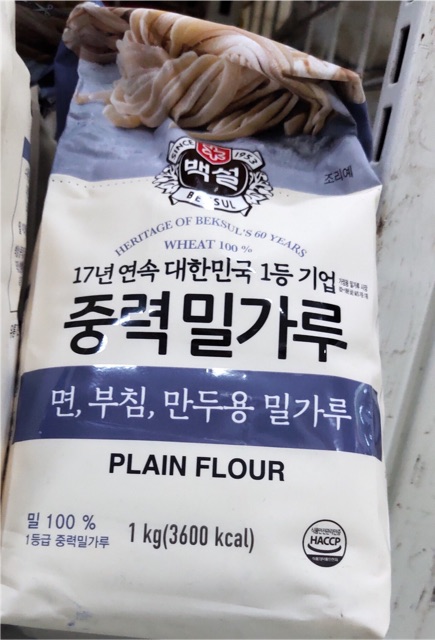 SINCE 1953
백설
BEKSUL
조리예
HERITAGE OF BEKSUL'S 60 YEARS
WHEAT 100 %
17년 연속 대한민국 1등 기업
중력밀가루
면, 부침, 만두용 밀가루
PLAIN FLOUR
밀 100 %
1등급 중력밀가루
1 kg(3600 kcal)
HACCP